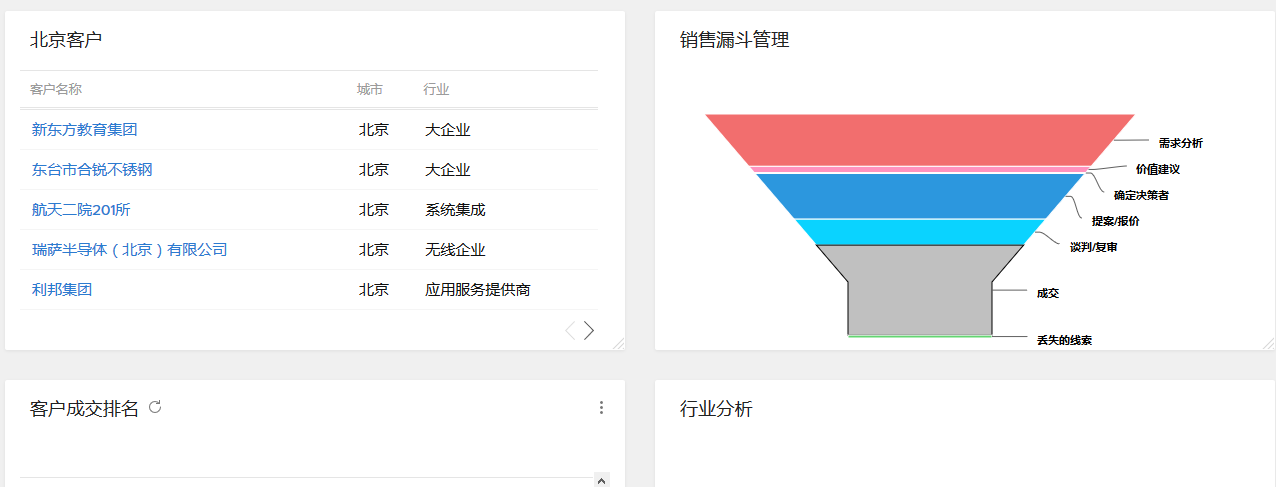 北京客户
客户名称 城市 行业
新东方教育集团 北京 大企业
东台市合锐不锈钢 北京 大企业
航天二院201所 北京 系统集成
瑞萨半导体（北京）有限公司 北京 无线企业
利邦集团 北京 应用服务提供商
销售漏斗管理
需求分析
价值建议
确定决策者
提案/报价
谈判/复审
成交
丢失的线索
客户成交排名
行业分析